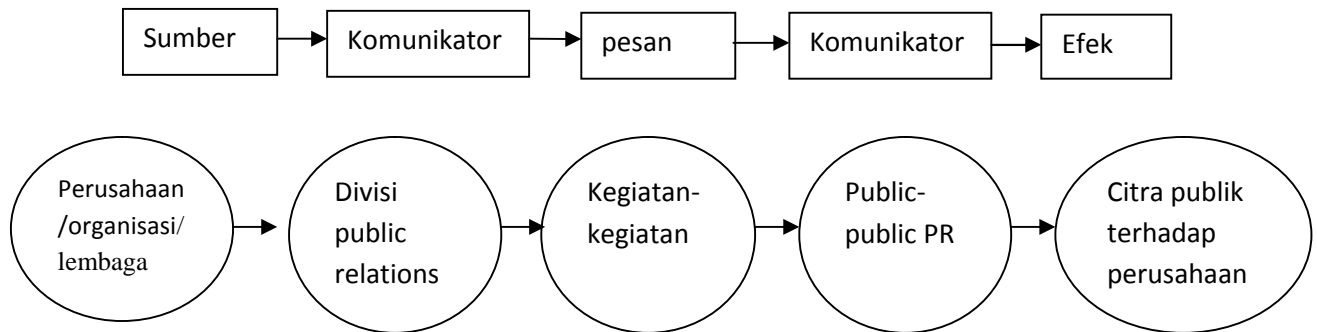 Sumber
Komunikator
pesan
Komunikator
Efek
Perusahaan
/organisasi/
lembaga
Divisi
public
relations
Kegiatan-
kegiatan
Public-
public PR
Citra publik
terhadap
perusahaan